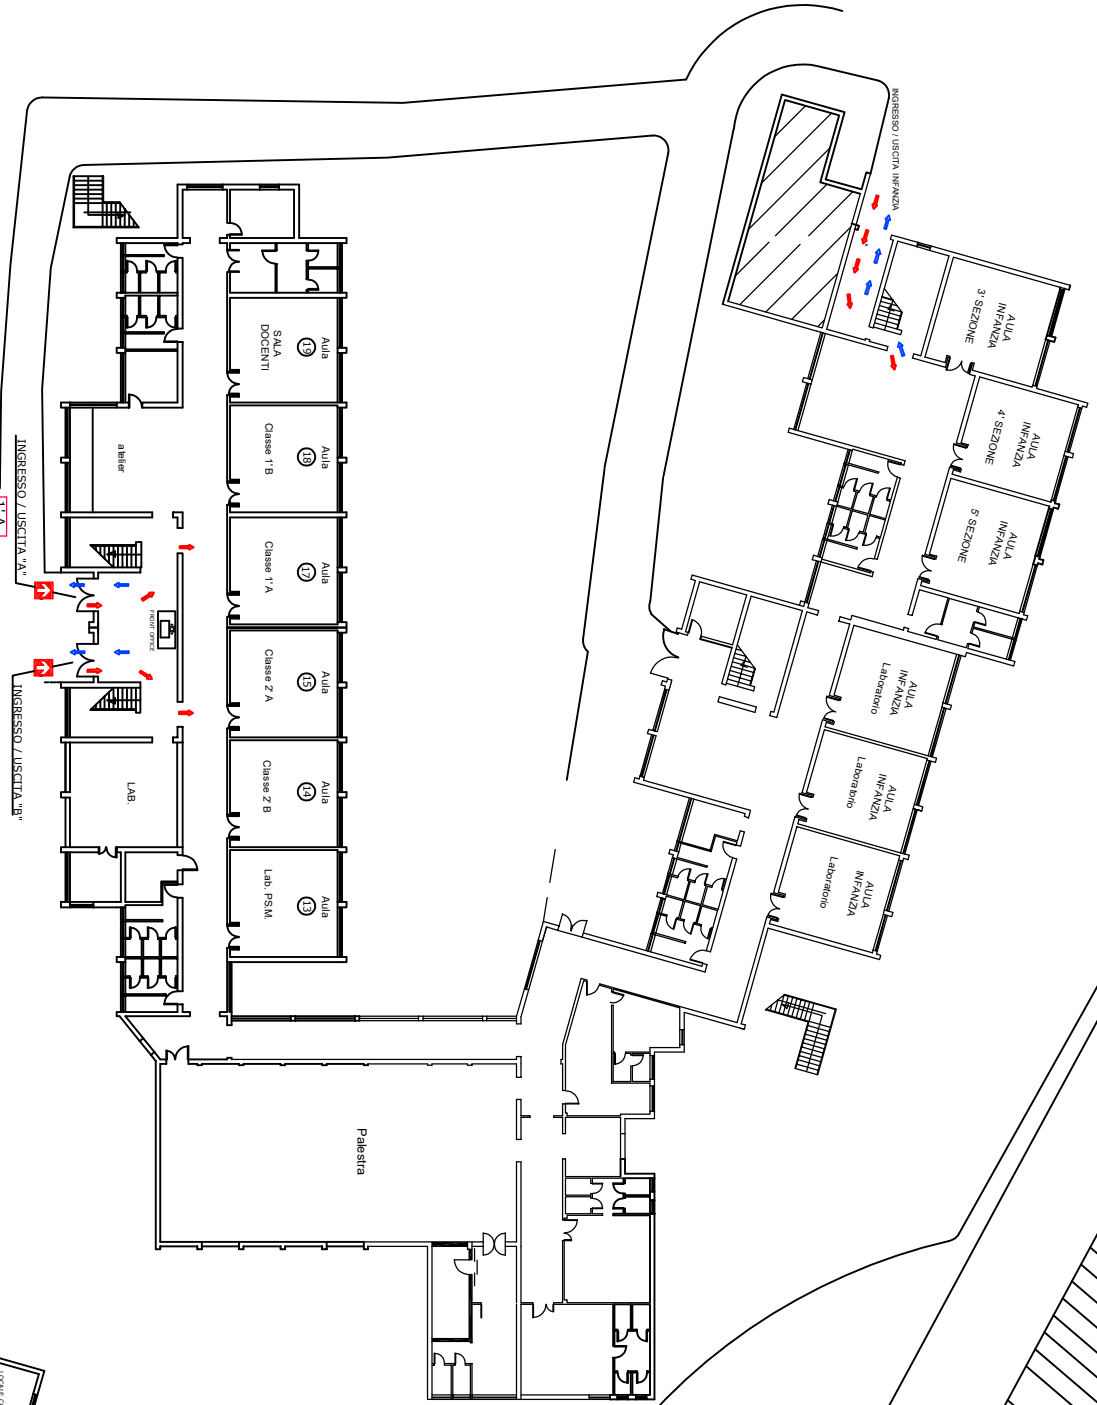 INGRESSO / USCITA INFANZIA
AULA
INFANZIA
3' SEZIONE
AULA
INFANZIA
4' SEZIONE
AULA
INFANZIA
5' SEZIONE
AULA
INFANZIA
Laboratorio
AULA
INFANZIA
Laboratorio
AULA
INFANZIA
Laboratorio
Aula
19
SALA
DOCENTI
Aula
18
Classe 1' B
Aula
17
Classe 1' A
Aula
15
Classe 2' A
Aula
14
Classe 2' B
Aula
13
Lab. P.S.M.
atelier
FRONT OFFICE
LAB.
INGRESSO / USCITA "A"
1' A
INGRESSO / USCITA "B"
Palestra
LOCALE